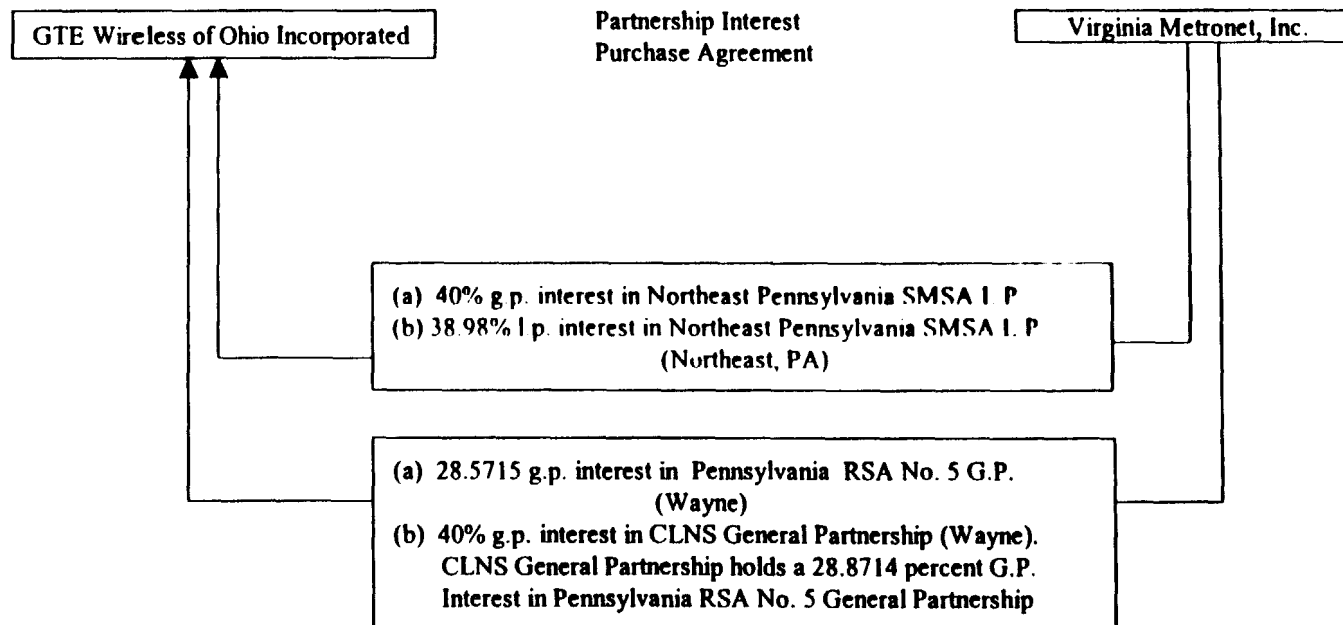 GTE Wireless of Ohio Incorporated
Partnership Interest
Purchase Agreement
Virginia Metronet, Inc.
(a) 40% g.p. interest in Northeast Pennsylvania SMSA L. P
(b) 38.98% l.p. interest in Northeast Pennsylvania SMSA L. P
(Northeast, PA)
(a) 28.5715 g.p. interest in Pennsylvania RSA No. 5 G.P.
(Wayne)
(b) 40% g.p. interest in CLNS General Partnership (Wayne).
CLNS General Partnership holds a 28.8714 percent G.P.
Interest in Pennsylvania RSA No. 5 General Partnership